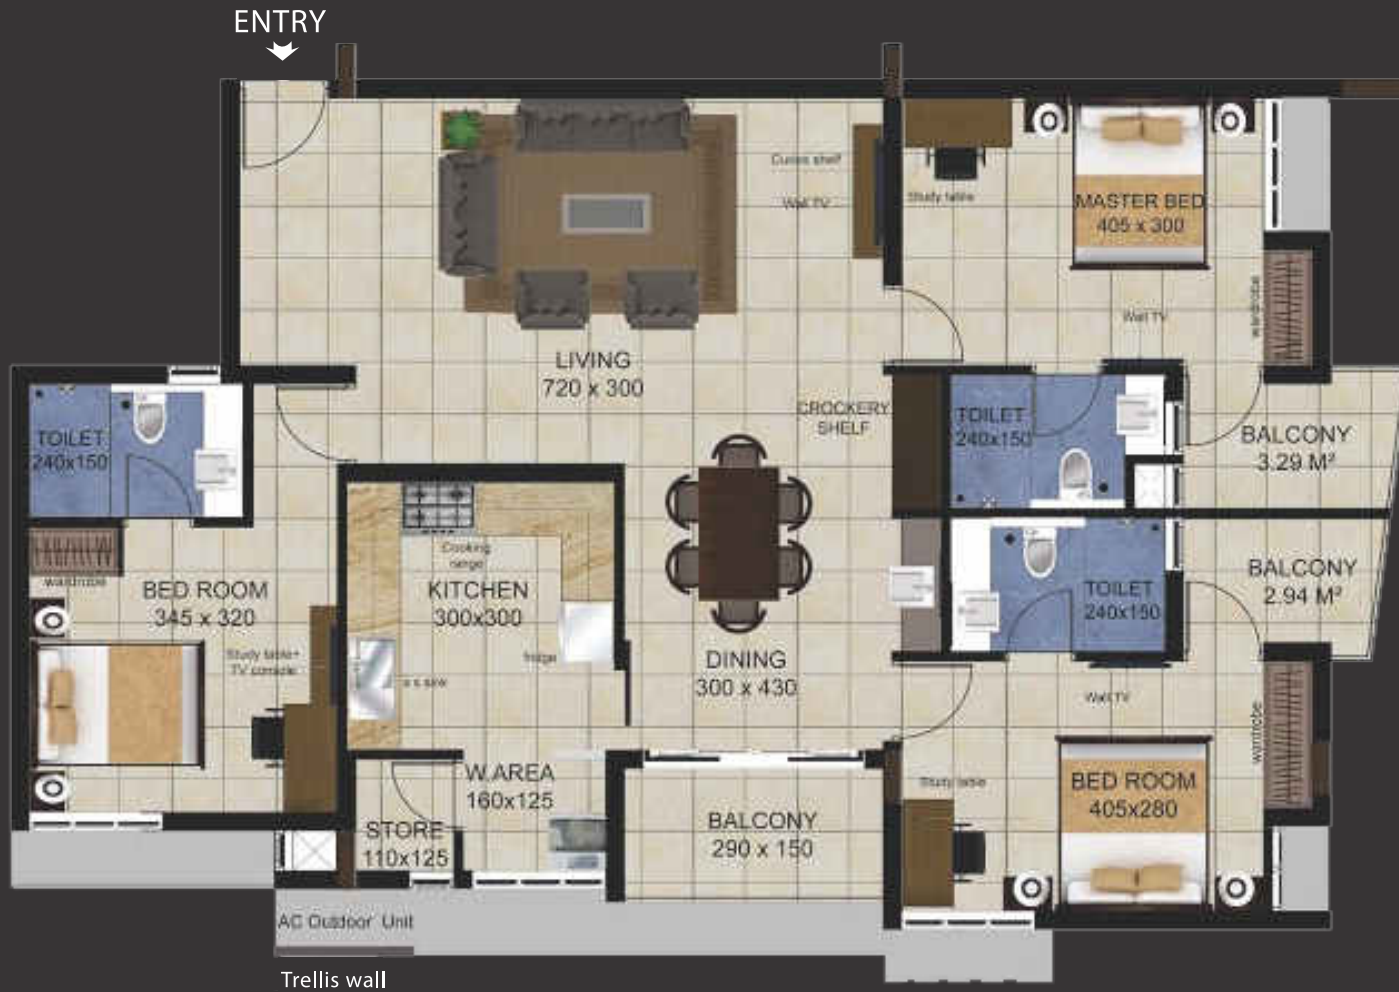 ENTRY
Curios shelf
Wall TV
Study table
MASTER BED
405 x 300
Wall TV
wardrobe
LIVING
720 x 300
CROCKERY
SHELF
TOILET
240x150
TOILET
240x150
BALCONY
3.29 M²
wardrobe
BED ROOM
345 x 320
Study table+
TV console
Cooking
range
KITCHEN
300x300
fridge
DINING
300 x 430
TOILET
240x150
BALCONY
2.94 M²
Wall TV
wardrobe
Study table
BED ROOM
405x280
W.AREA
160x125
STORE
110x125
BALCONY
290 x 150
AC Outdoor Unit
Trellis wall